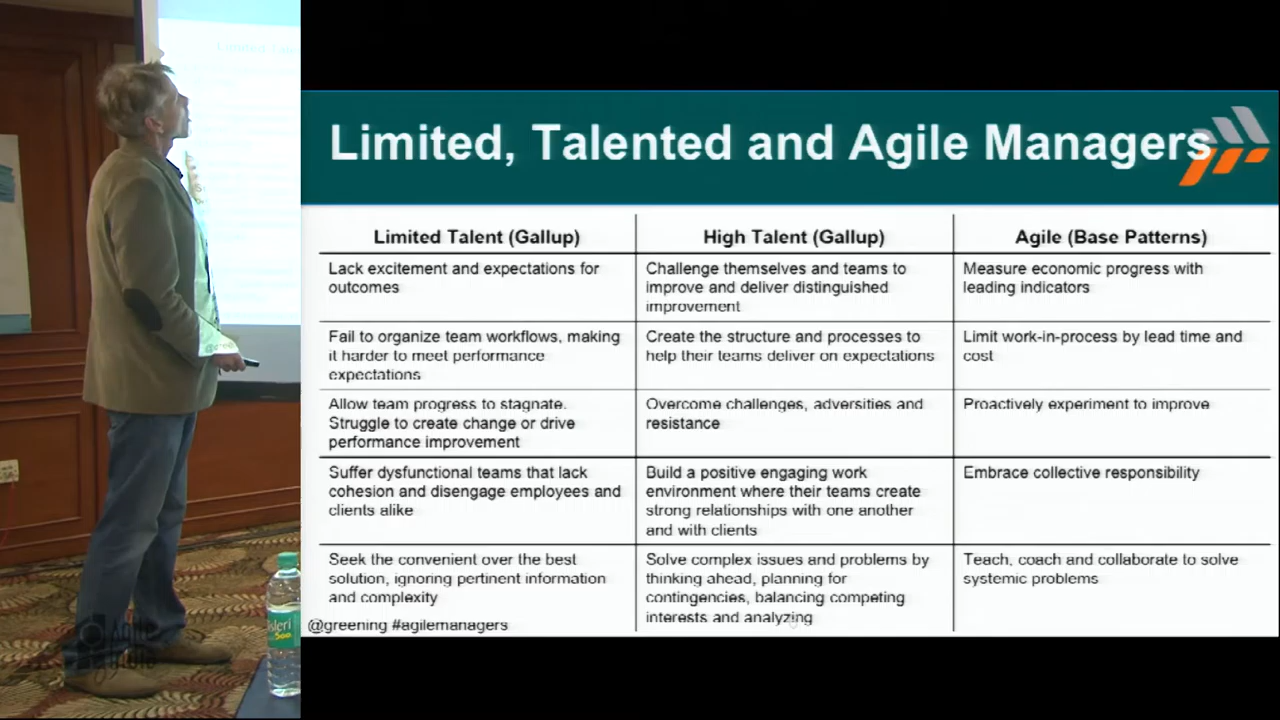 Limited, Talented and Agile Managers
Limited Talent (Gallup)
High Talent (Gallup)
Agile (Base Patterns)
Lack excitement and expectations for
outcomes
Challenge themselves and teams to
improve and deliver distinguished
improvement
Measure economic progress with
leading indicators
Fail to organize team workflows, making
it harder to meet performance
expectations
Create the structure and processes to
help their teams deliver on expectations
Limit work-in-process by lead time and
cost
Allow team progress to stagnate.
Struggle to create change or drive
performance improvement
Overcome challenges, adversities and
resistance
Proactively experiment to improve
Suffer dysfunctional teams that lack
cohesion and disengage employees and
clients alike
Build a positive engaging work
environment where their teams create
strong relationships with one another
and with clients
Embrace collective responsibility
Seek the convenient over the best
solution, ignoring pertinent information
and complexity
Solve complex issues and problems by
thinking ahead, planning for
contingencies, balancing competing
interests and analyzing
Teach, coach and collaborate to solve
systemic problems
@greening #agilemanagers
Agile
India